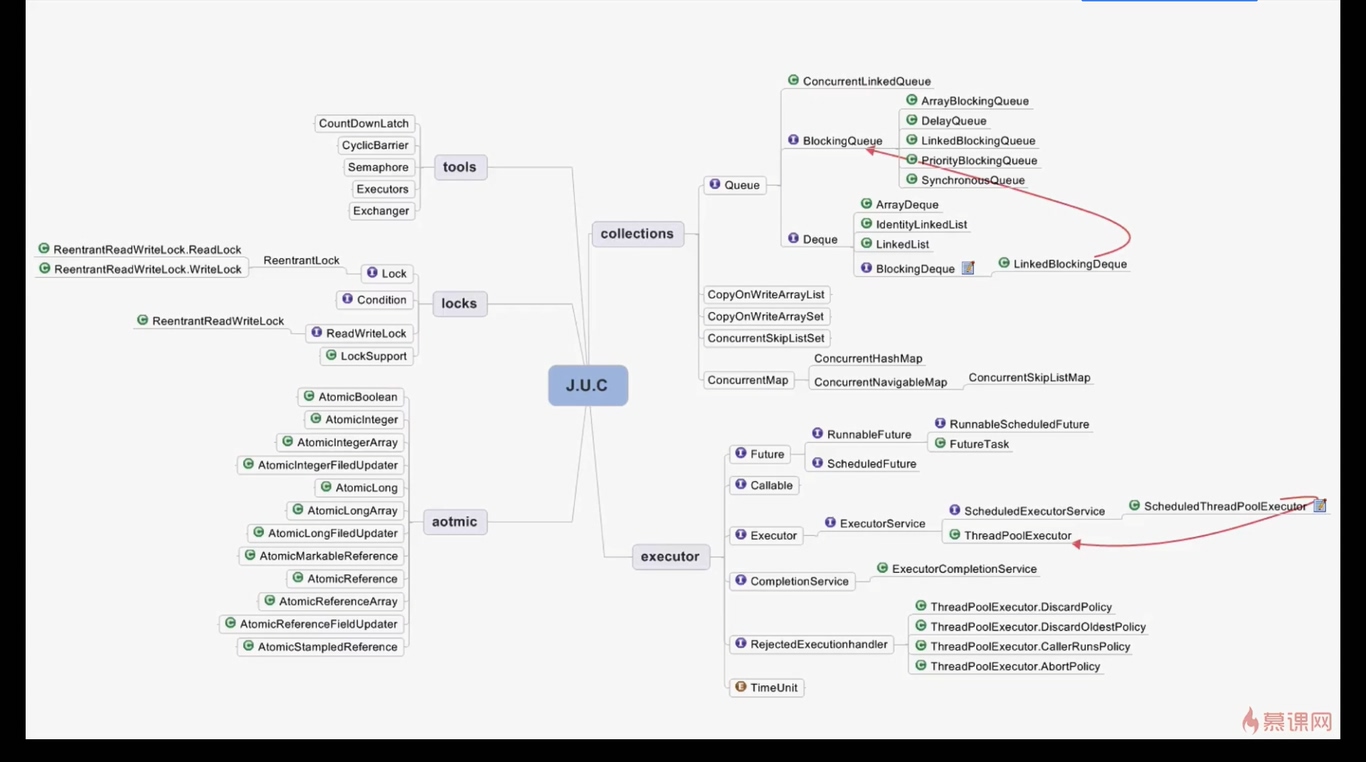 J.U.C
tools
CountDownLatch
CyclicBarrier
Semaphore
Executors
Exchanger
locks
Lock
ReentrantLock
ReentrantReadWriteLock.ReadLock
ReentrantReadWriteLock.WriteLock
Condition
ReadWriteLock
ReentrantReadWriteLock
LockSupport
aotmic
AtomicBoolean
AtomicInteger
AtomicIntegerArray
AtomicIntegerFiledUpdater
AtomicLong
AtomicLongArray
AtomicLongFiledUpdater
AtomicMarkableReference
AtomicReference
AtomicReferenceArray
AtomicReferenceFieldUpdater
AtomicStampledReference
collections
Queue
ConcurrentLinkedQueue
BlockingQueue
ArrayBlockingQueue
DelayQueue
LinkedBlockingQueue
PriorityBlockingQueue
SynchronousQueue
Deque
ArrayDeque
IdentityLinkedList
LinkedList
BlockingDeque
LinkedBlockingDeque
CopyOnWriteArrayList
CopyOnWriteArraySet
ConcurrentSkipListSet
ConcurrentMap
ConcurrentHashMap
ConcurrentNavigableMap
ConcurrentSkipListMap
executor
Future
RunnableFuture
RunnableScheduledFuture
FutureTask
ScheduledFuture
Callable
Executor
ExecutorService
ScheduledExecutorService
ScheduledThreadPoolExecutor
ThreadPoolExecutor
CompletionService
ExecutorCompletionService
RejectedExecutionhandler
ThreadPoolExecutor.DiscardPolicy
ThreadPoolExecutor.DiscardOldestPolicy
ThreadPoolExecutor.CallerRunsPolicy
ThreadPoolExecutor.AbortPolicy
TimeUnit
慕课网